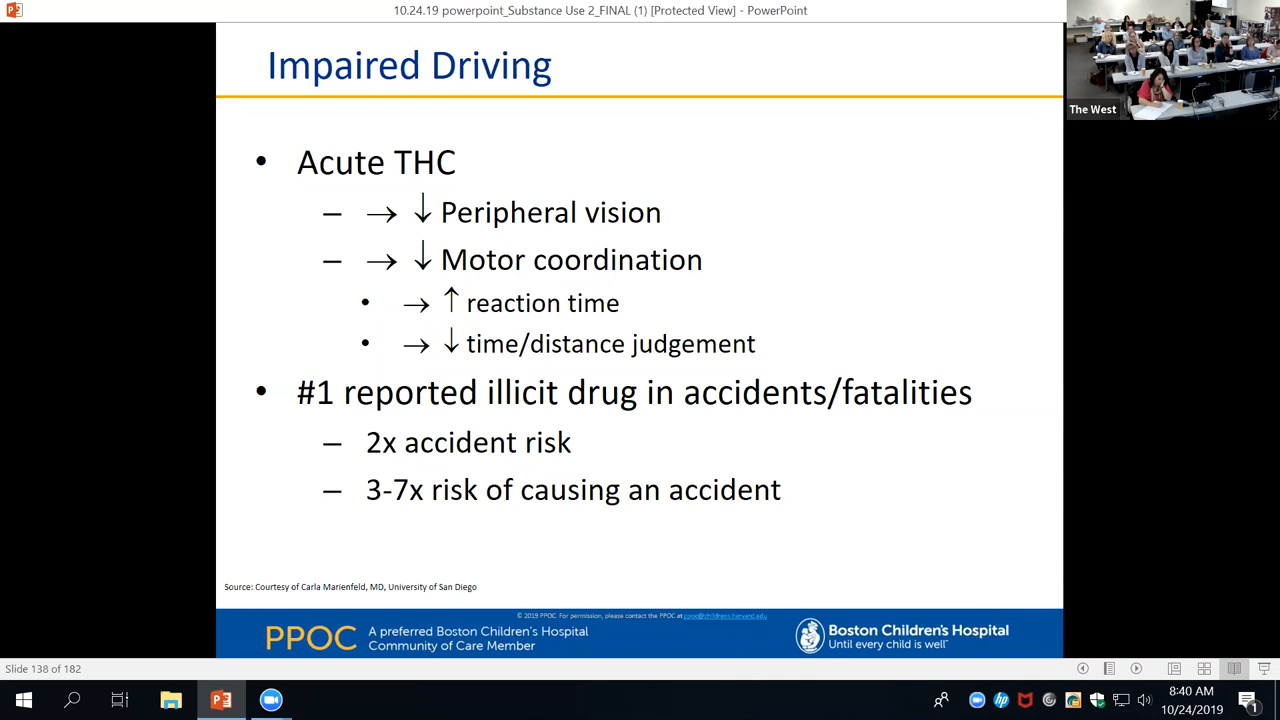 10.24.19 powerpoint_Substance Use 2_FINAL (1) [Protected View] - PowerPoint
Impaired Driving
The West
• Acute THC
– → ↓ Peripheral vision
– → ↓ Motor coordination
• → ↑ reaction time
• → ↓ time/distance judgement
• #1 reported illicit drug in accidents/fatalities
– 2x accident risk
– 3-7x risk of causing an accident
Source: Courtesy of Carla Marienfeld, MD, University of San Diego
© 2019 PPOC. For permission, please contact the PPOC at ppoc@childrens.harvard.edu
PPOC
A preferred Boston Children's Hospital
Community of Care Member
Boston Children's Hospital
Until every child is well™
Slide 138 of 182
8:40 AM
10/24/2019
1